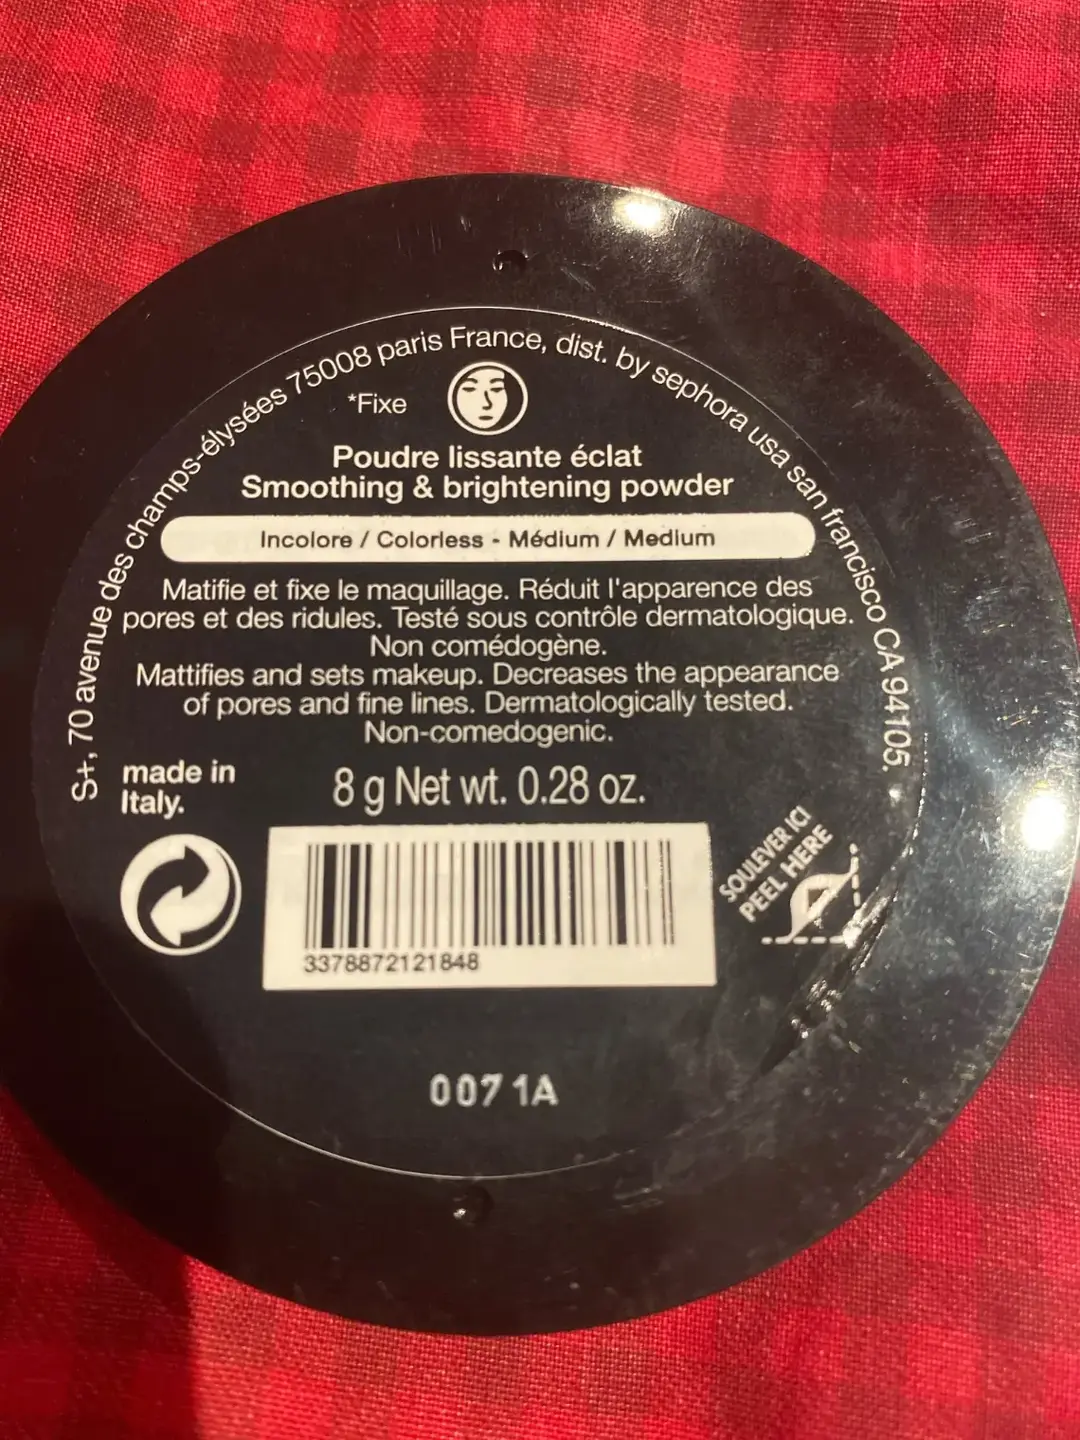 S+, 70 avenue des champs-élysées 75008 paris France, dist. by sephora usa san francisco CA 94105.
*Fixe
Poudre lissante éclat
Smoothing & brightening powder
Incolore / Colorless - Médium / Medium
Matifie et fixe le maquillage. Réduit l'apparence des
pores et des ridules. Testé sous contrôle dermatologique.
Non comédogène.
Mattifies and sets makeup. Decreases the appearance
of pores and fine lines. Dermatologically tested.
Non-comedogenic.
made in
Italy.
8 g Net wt. 0.28 oz.
SOULEVER ICI
PEEL HERE
3378872121848
0071A